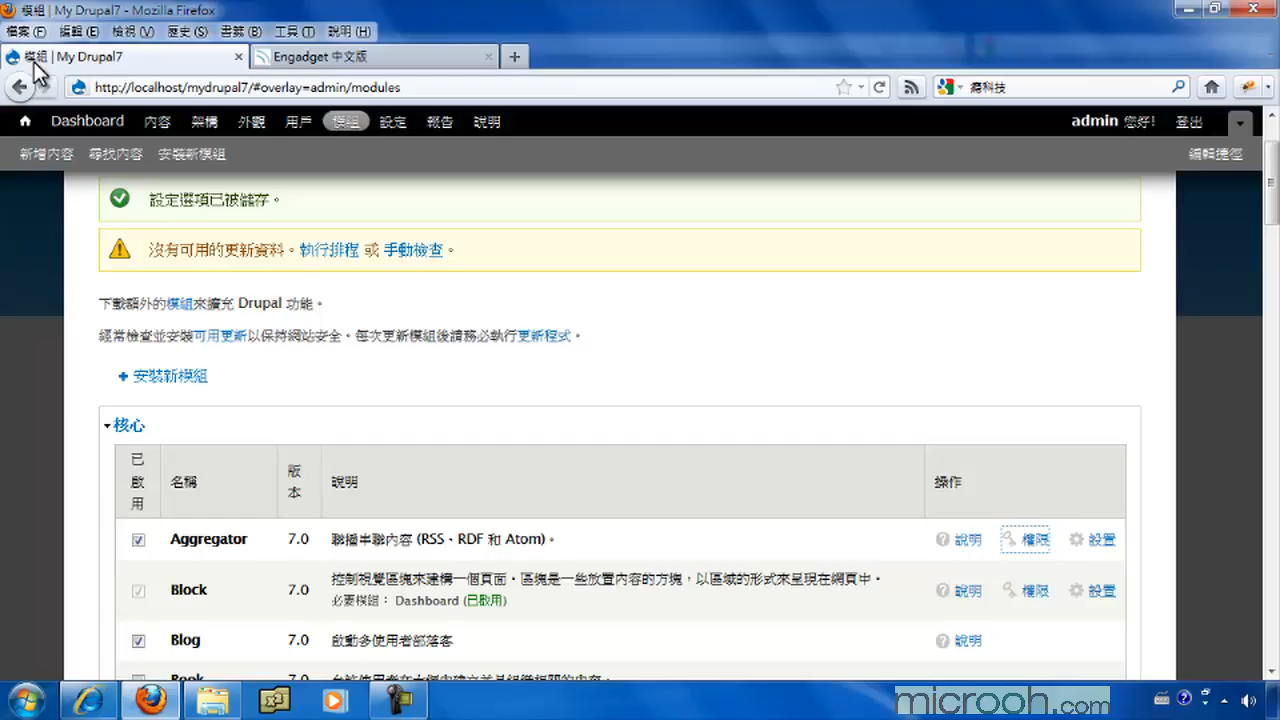 模組 | My Drupal7 - Mozilla Firefox
檔案(F) 編輯(E) 檢視(V) 歷史(S) 書籤(B) 工具(T) 說明(H)
模組 | My Drupal7 × Engadget 中文版 × +
http://localhost/mydrupal7/#overlay=admin/modules 癮科技
Dashboard 內容 架構 外觀 用戶 模組 設定 報告 說明 admin 您好! 登出
新增內容 尋找內容 安裝新模組 編輯捷徑
設定選項已被儲存。
沒有可用的更新資料。執行排程 或 手動檢查。
下載額外的模組來擴充 Drupal 功能。
經常檢查並安裝可用更新以保持網站安全。每次更新模組後請務必執行更新程式。
+ 安裝新模組
核心
已啟用 名稱 版本 說明 操作
Aggregator 7.0 聯播串聯內容 (RSS、RDF 和 Atom)。 說明 權限 設置
Block 7.0 控制視覺區塊來建構一個頁面。區塊是一些放置內容的方塊，以區域的形式來呈現在網頁中。 說明 權限 設置
必要模組： Dashboard (已啟用)
Blog 7.0 啟動多使用者部落客 說明
microoh.com